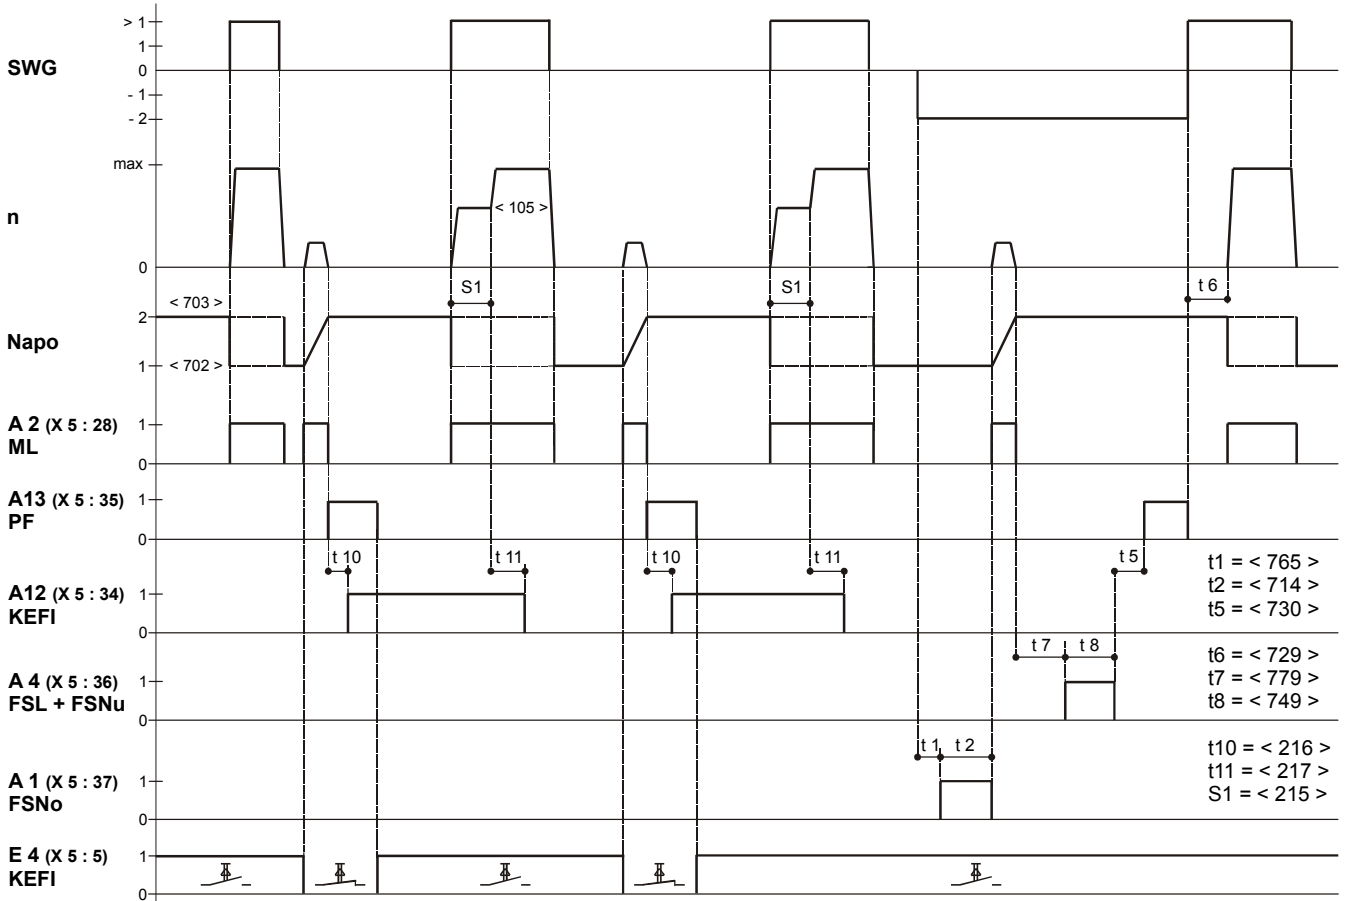 SWG
> 1
1
0
- 1
- 2
n
max
0
< 105 >
S1
S1
t 6
Napo
< 703 >
2
< 702 >
1
A 2 (X 5 : 28)
ML
1
0
A13 (X 5 : 35)
PF
1
0
t 10
t 11
t 10
t 11
t 5
A12 (X 5 : 34)
KEFI
1
0
t1 = < 765 >
t2 = < 714 >
t5 = < 730 >
t 7
t 8
A 4 (X 5 : 36)
FSL + FSNu
1
0
t6 = < 729 >
t7 = < 779 >
t8 = < 749 >
t 1
t 2
A 1 (X 5 : 37)
FSNo
1
0
t10 = < 216 >
t11 = < 217 >
S1 = < 215 >
E 4 (X 5 : 5)
KEFI
1
0